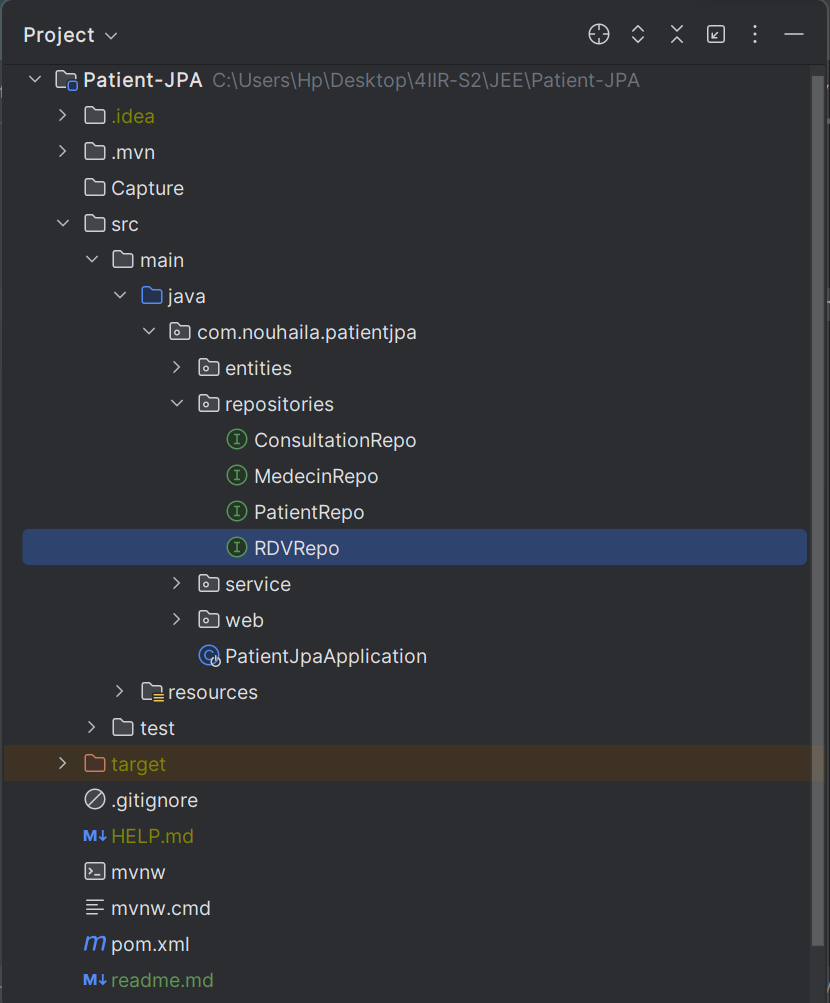 Project
Patient-JPA C:\Users\Hp\Desktop\4IIR-S2\JEE\Patient-JPA
.idea
.mvn
Capture
src
main
java
com.nouhaila.patientjpa
entities
repositories
I ConsultationRepo
I MedecinRepo
I PatientRepo
I RDVRepo
service
web
C PatientJpaApplication
resources
test
target
.gitignore
M↓ HELP.md
mvnw
mvnw.cmd
m pom.xml
M↓ readme.md